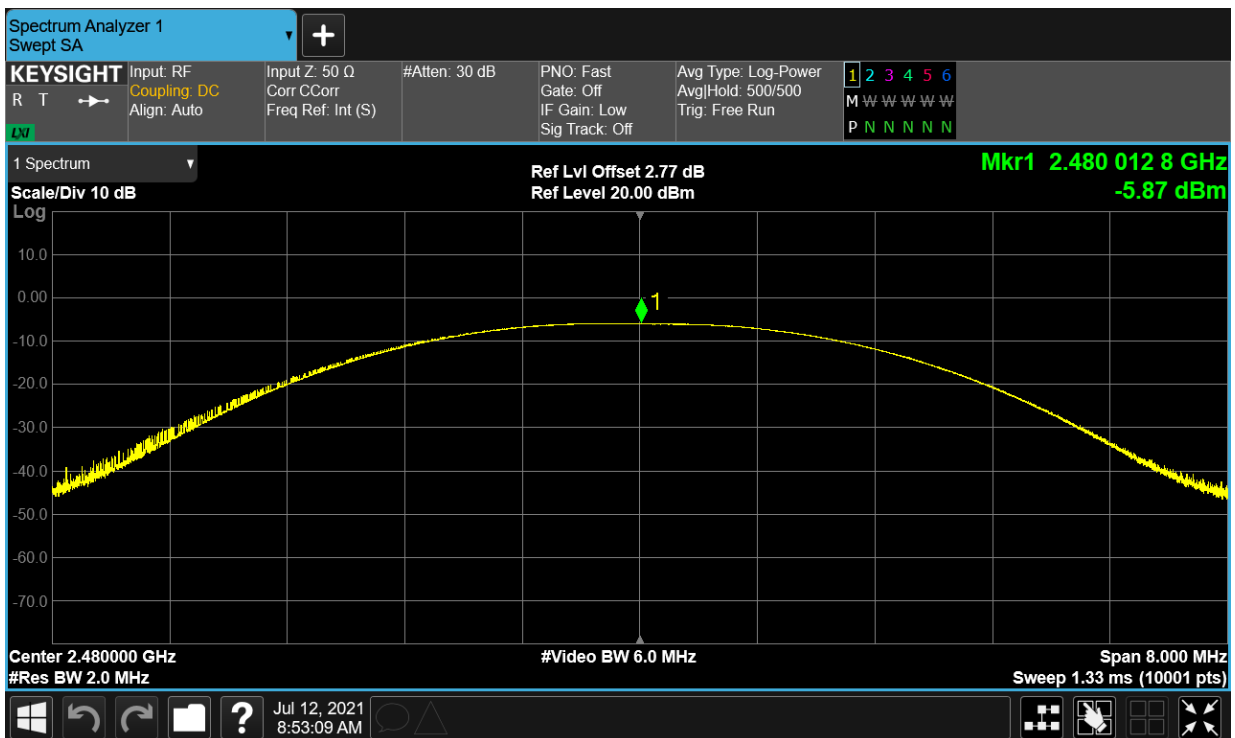 Spectrum Analyzer 1
Swept SA
+
KEYSIGHT
R T
LXI
Input: RF
Coupling: DC
Align: Auto
Input Z: 50 Ω
Corr CCorr
Freq Ref: Int (S)
#Atten: 30 dB
PNO: Fast
Gate: Off
IF Gain: Low
Sig Track: Off
Avg Type: Log-Power
Avg|Hold: 500/500
Trig: Free Run
1 2 3 4 5 6
M W W W W W
P N N N N N
1 Spectrum
Scale/Div 10 dB
Log
Ref Lvl Offset 2.77 dB
Ref Level 20.00 dBm
Mkr1 2.480 012 8 GHz
-5.87 dBm
10.0
0.00
-10.0
-20.0
-30.0
-40.0
-50.0
-60.0
-70.0
1
Center 2.480000 GHz
#Res BW 2.0 MHz
#Video BW 6.0 MHz
Span 8.000 MHz
Sweep 1.33 ms (10001 pts)
?
Jul 12, 2021
8:53:09 AM